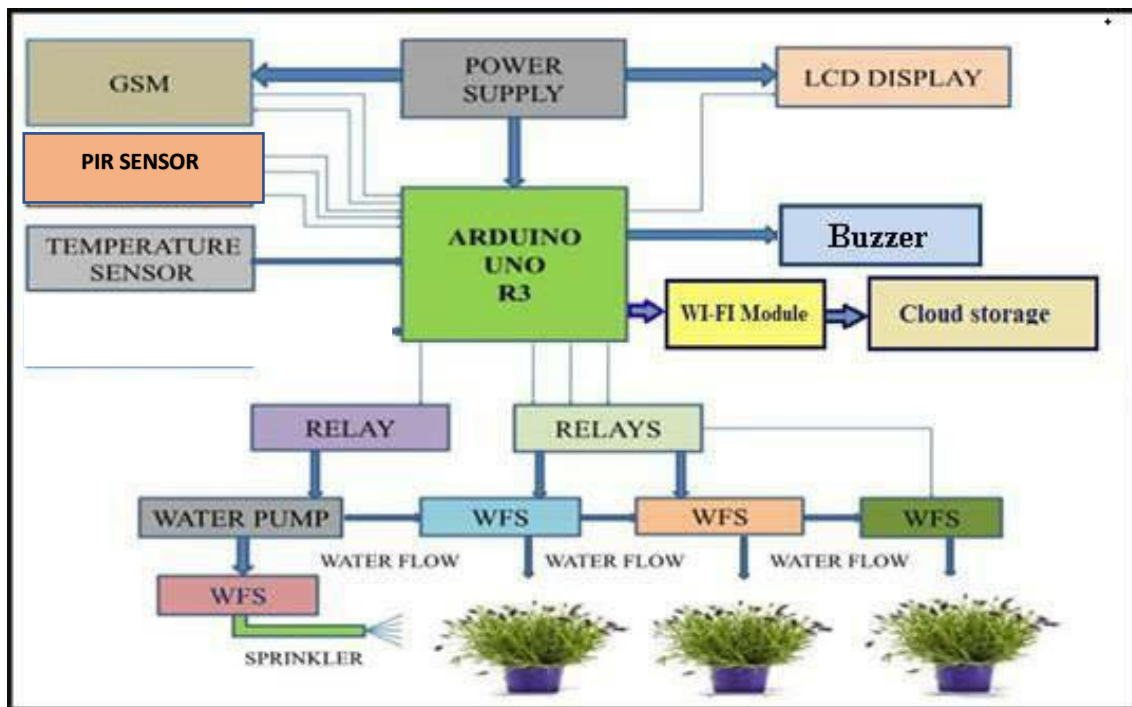 GSM
POWER
SUPPLY
LCD DISPLAY
PIR SENSOR
TEMPERATURE
SENSOR
ARDUINO
UNO
R3
Buzzer
WI-FI Module
Cloud storage
RELAY
RELAYS
WATER PUMP
WFS
WFS
WFS
WATER FLOW
WATER FLOW
WATER FLOW
WFS
SPRINKLER